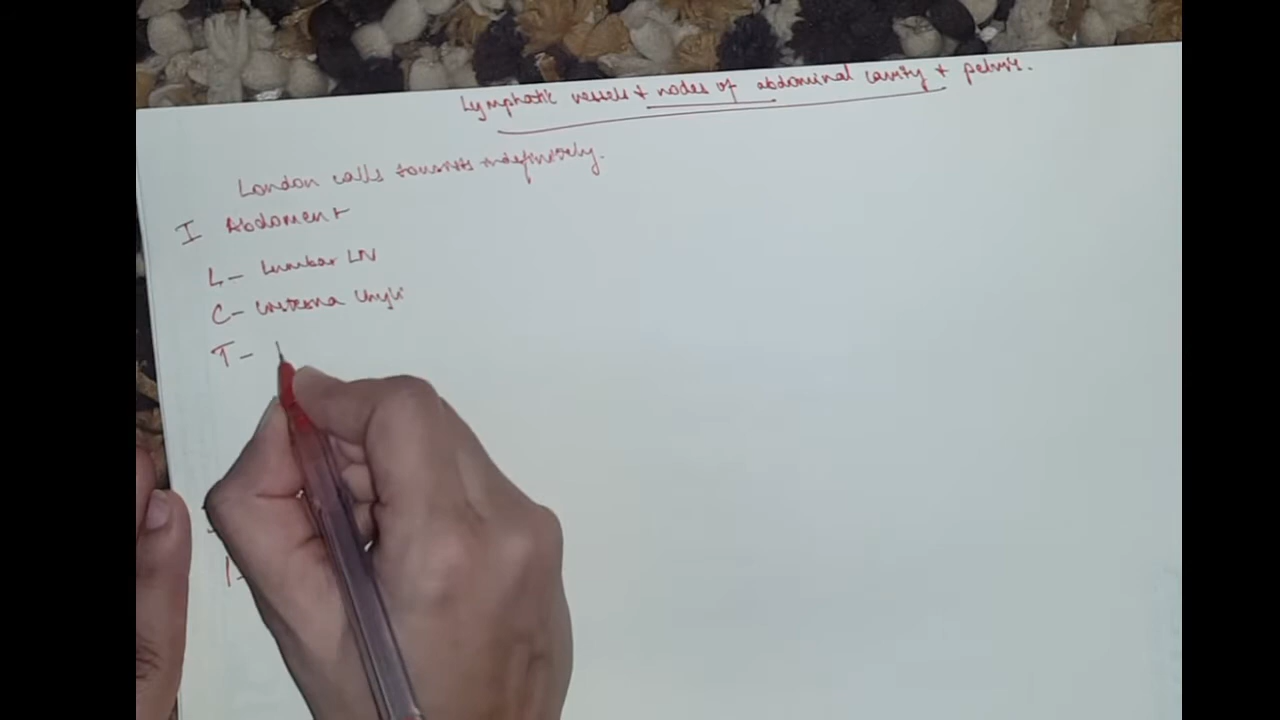 Lymphatic vessels + nodes of abdominal cavity + pelvis.
London calls tourists indefinitely.
I Abdomen +
L - Lumbar LN
C - Cisterna Chyli
T -
I -